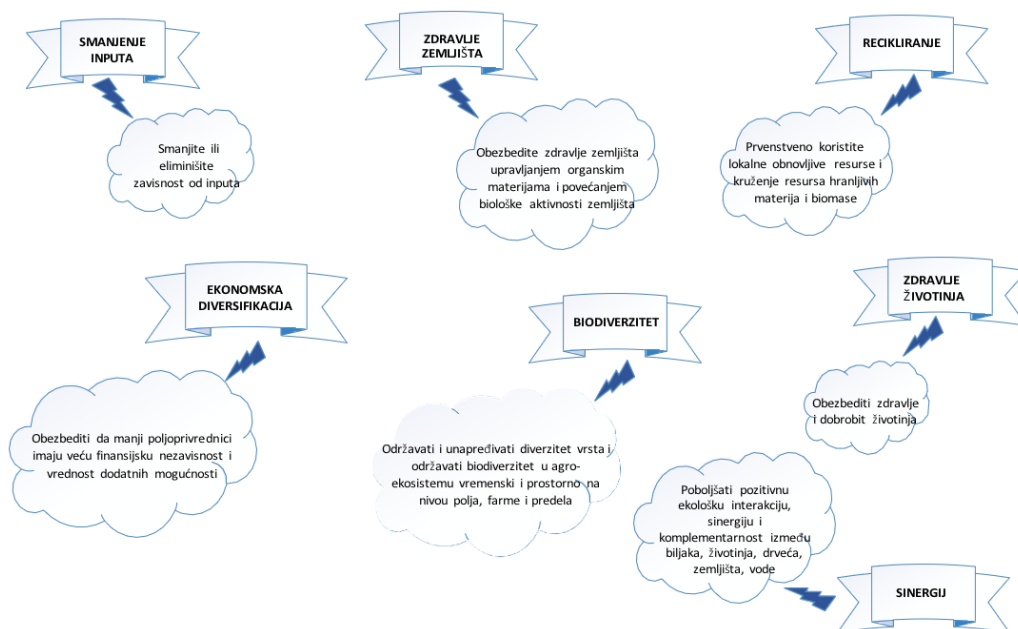 SMANJENJE
INPUTA
Smanjite ili
eliminišite
zavisnost od inputa
ZDRAVLJE
ZEMLJIŠTA
Obezbedite zdravlje zemljišta
upravljanjem organskim
materijama i povećanjem
biološke aktivnosti zemljišta
RECIKLIRANJE
Prvenstveno koristite
lokalne obnovljive resurse i
kruženje resursa hranljivih
materija i biomase
EKONOMSKA
DIVERSIFIKACIJA
Obezbediti da manji poljoprivrednici
imaju veću finansijsku nezavisnost i
vrednost dodatnih mogućnosti
BIODIVERZITET
Održavati i unapređivati diverzitet vrsta i
održavati biodiverzitet u agro-
ekosistemu vremenski i prostorno na
nivou polja, farme i predela
ZDRAVLJE
ŽIVOTINJA
Obezbediti zdravlje
i dobrobit životinja
Poboljšati pozitivnu
ekološku interakciju,
sinergiju i
komplementarnost između
biljaka, životinja, drveća,
zemljišta, vode
SINERGIJ